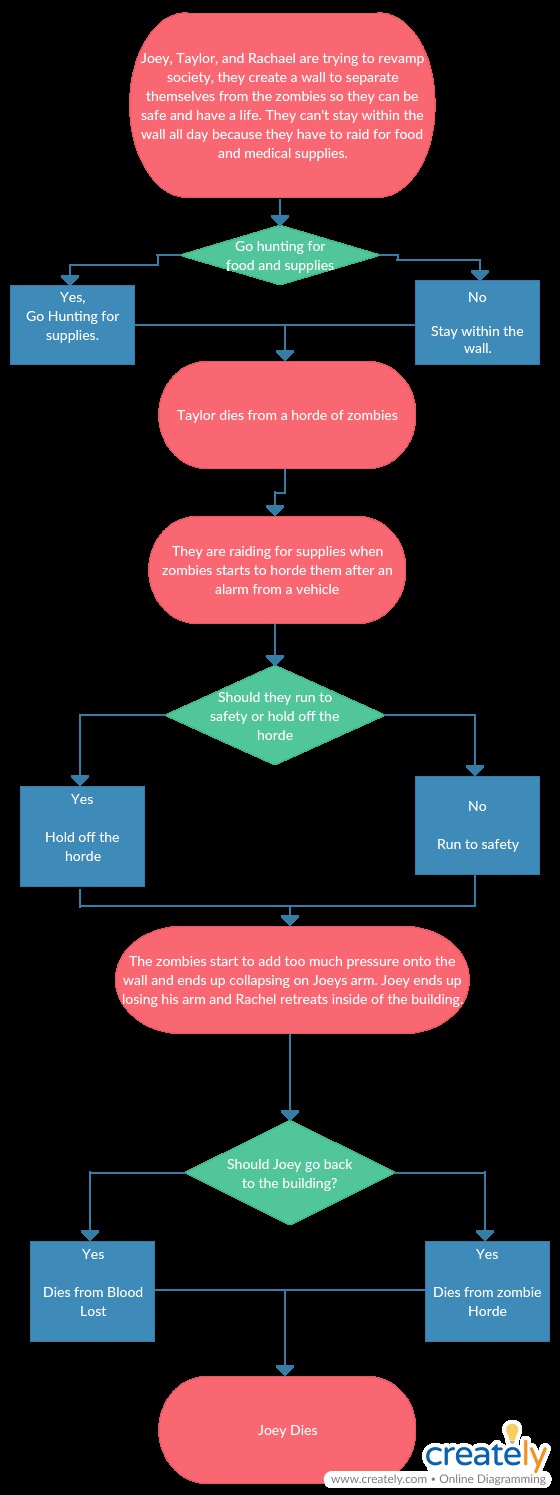 Joey, Taylor, and Rachael are trying to revamp
society, they create a wall to separate
themselves from the zombies so they can be
safe and have a life. They can't stay within the
wall all day because they have to raid for food
and medical supplies.
Go hunting for
food and supplies
Yes,
Go Hunting for
supplies.
No
Stay within the
wall.
Taylor dies from a horde of zombies
They are raiding for supplies when
zombies starts to horde them after an
alarm from a vehicle
Should they run to
safety or hold off the
horde
Yes
Hold off the
horde
No
Run to safety
The zombies start to add too much pressure onto the
wall and ends up collapsing on Joeys arm. Joey ends up
losing his arm and Rachel retreats inside of the building.
Should Joey go back
to the building?
Yes
Dies from Blood
Lost
Yes
Dies from zombie
Horde
Joey Dies
creately
www.creately.com • Online Diagramming